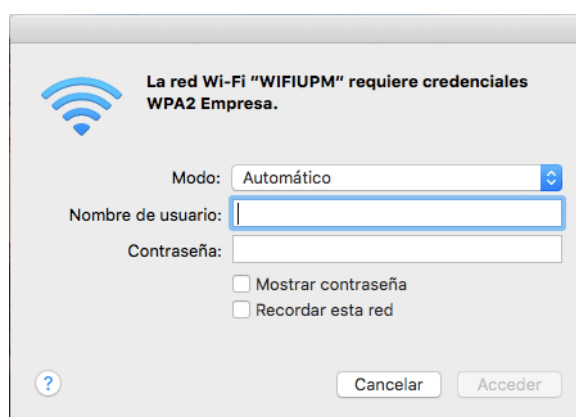 La red Wi-Fi “WIFIUPM” requiere credenciales
WPA2 Empresa.
Modo: Automático
Nombre de usuario:
Contraseña:
Mostrar contraseña
Recordar esta red
? Cancelar Acceder